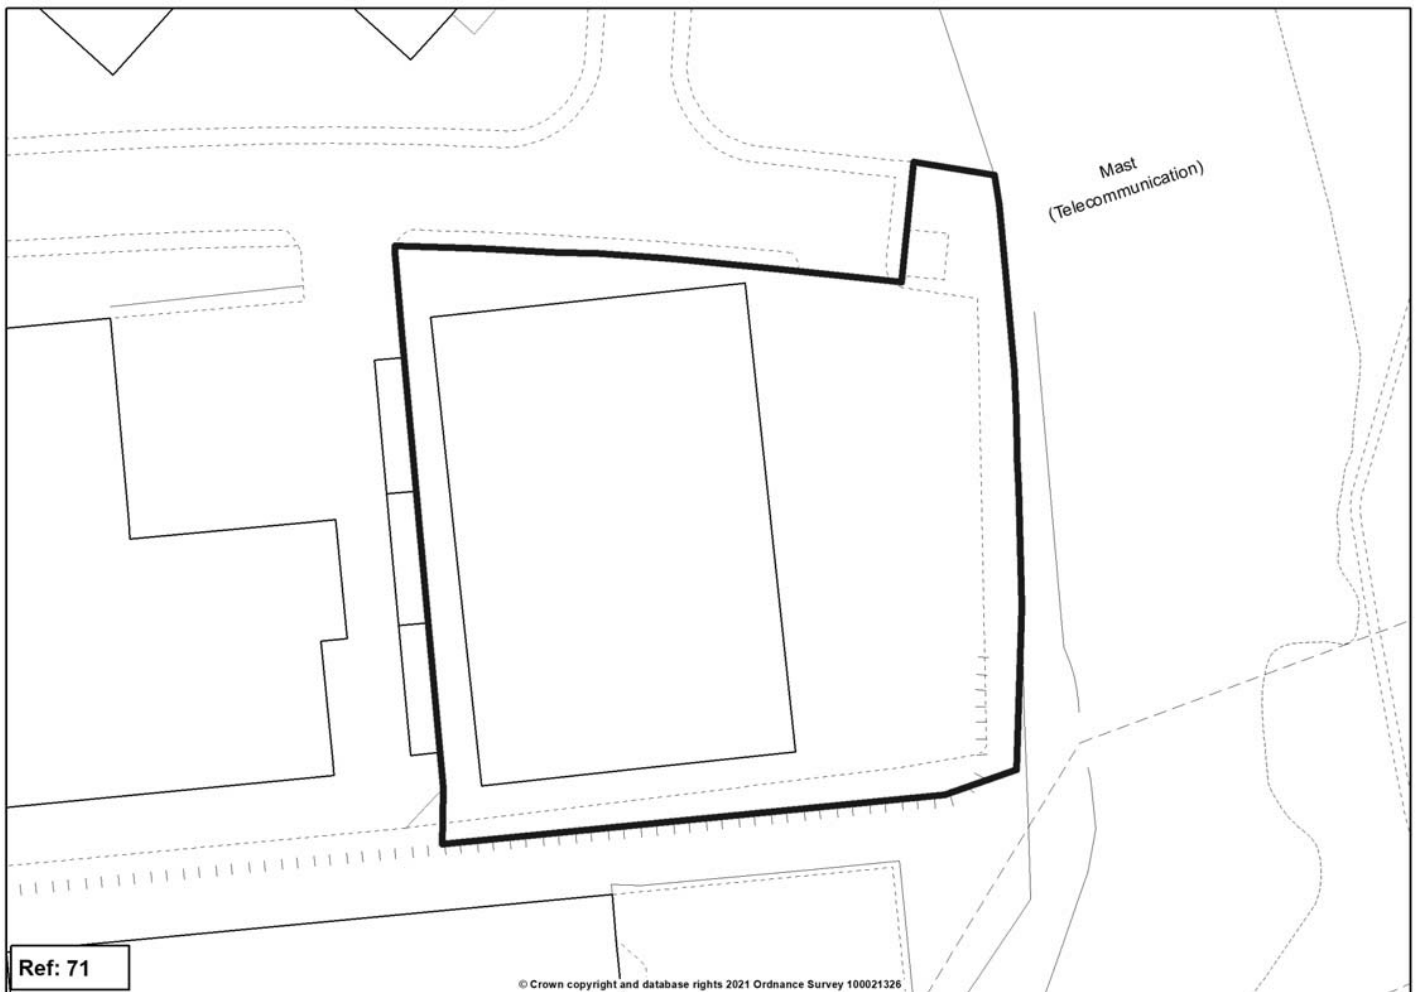 Mast
(Telecommunication)
Ref: 71
© Crown copyright and database rights 2021 Ordnance Survey 100021326